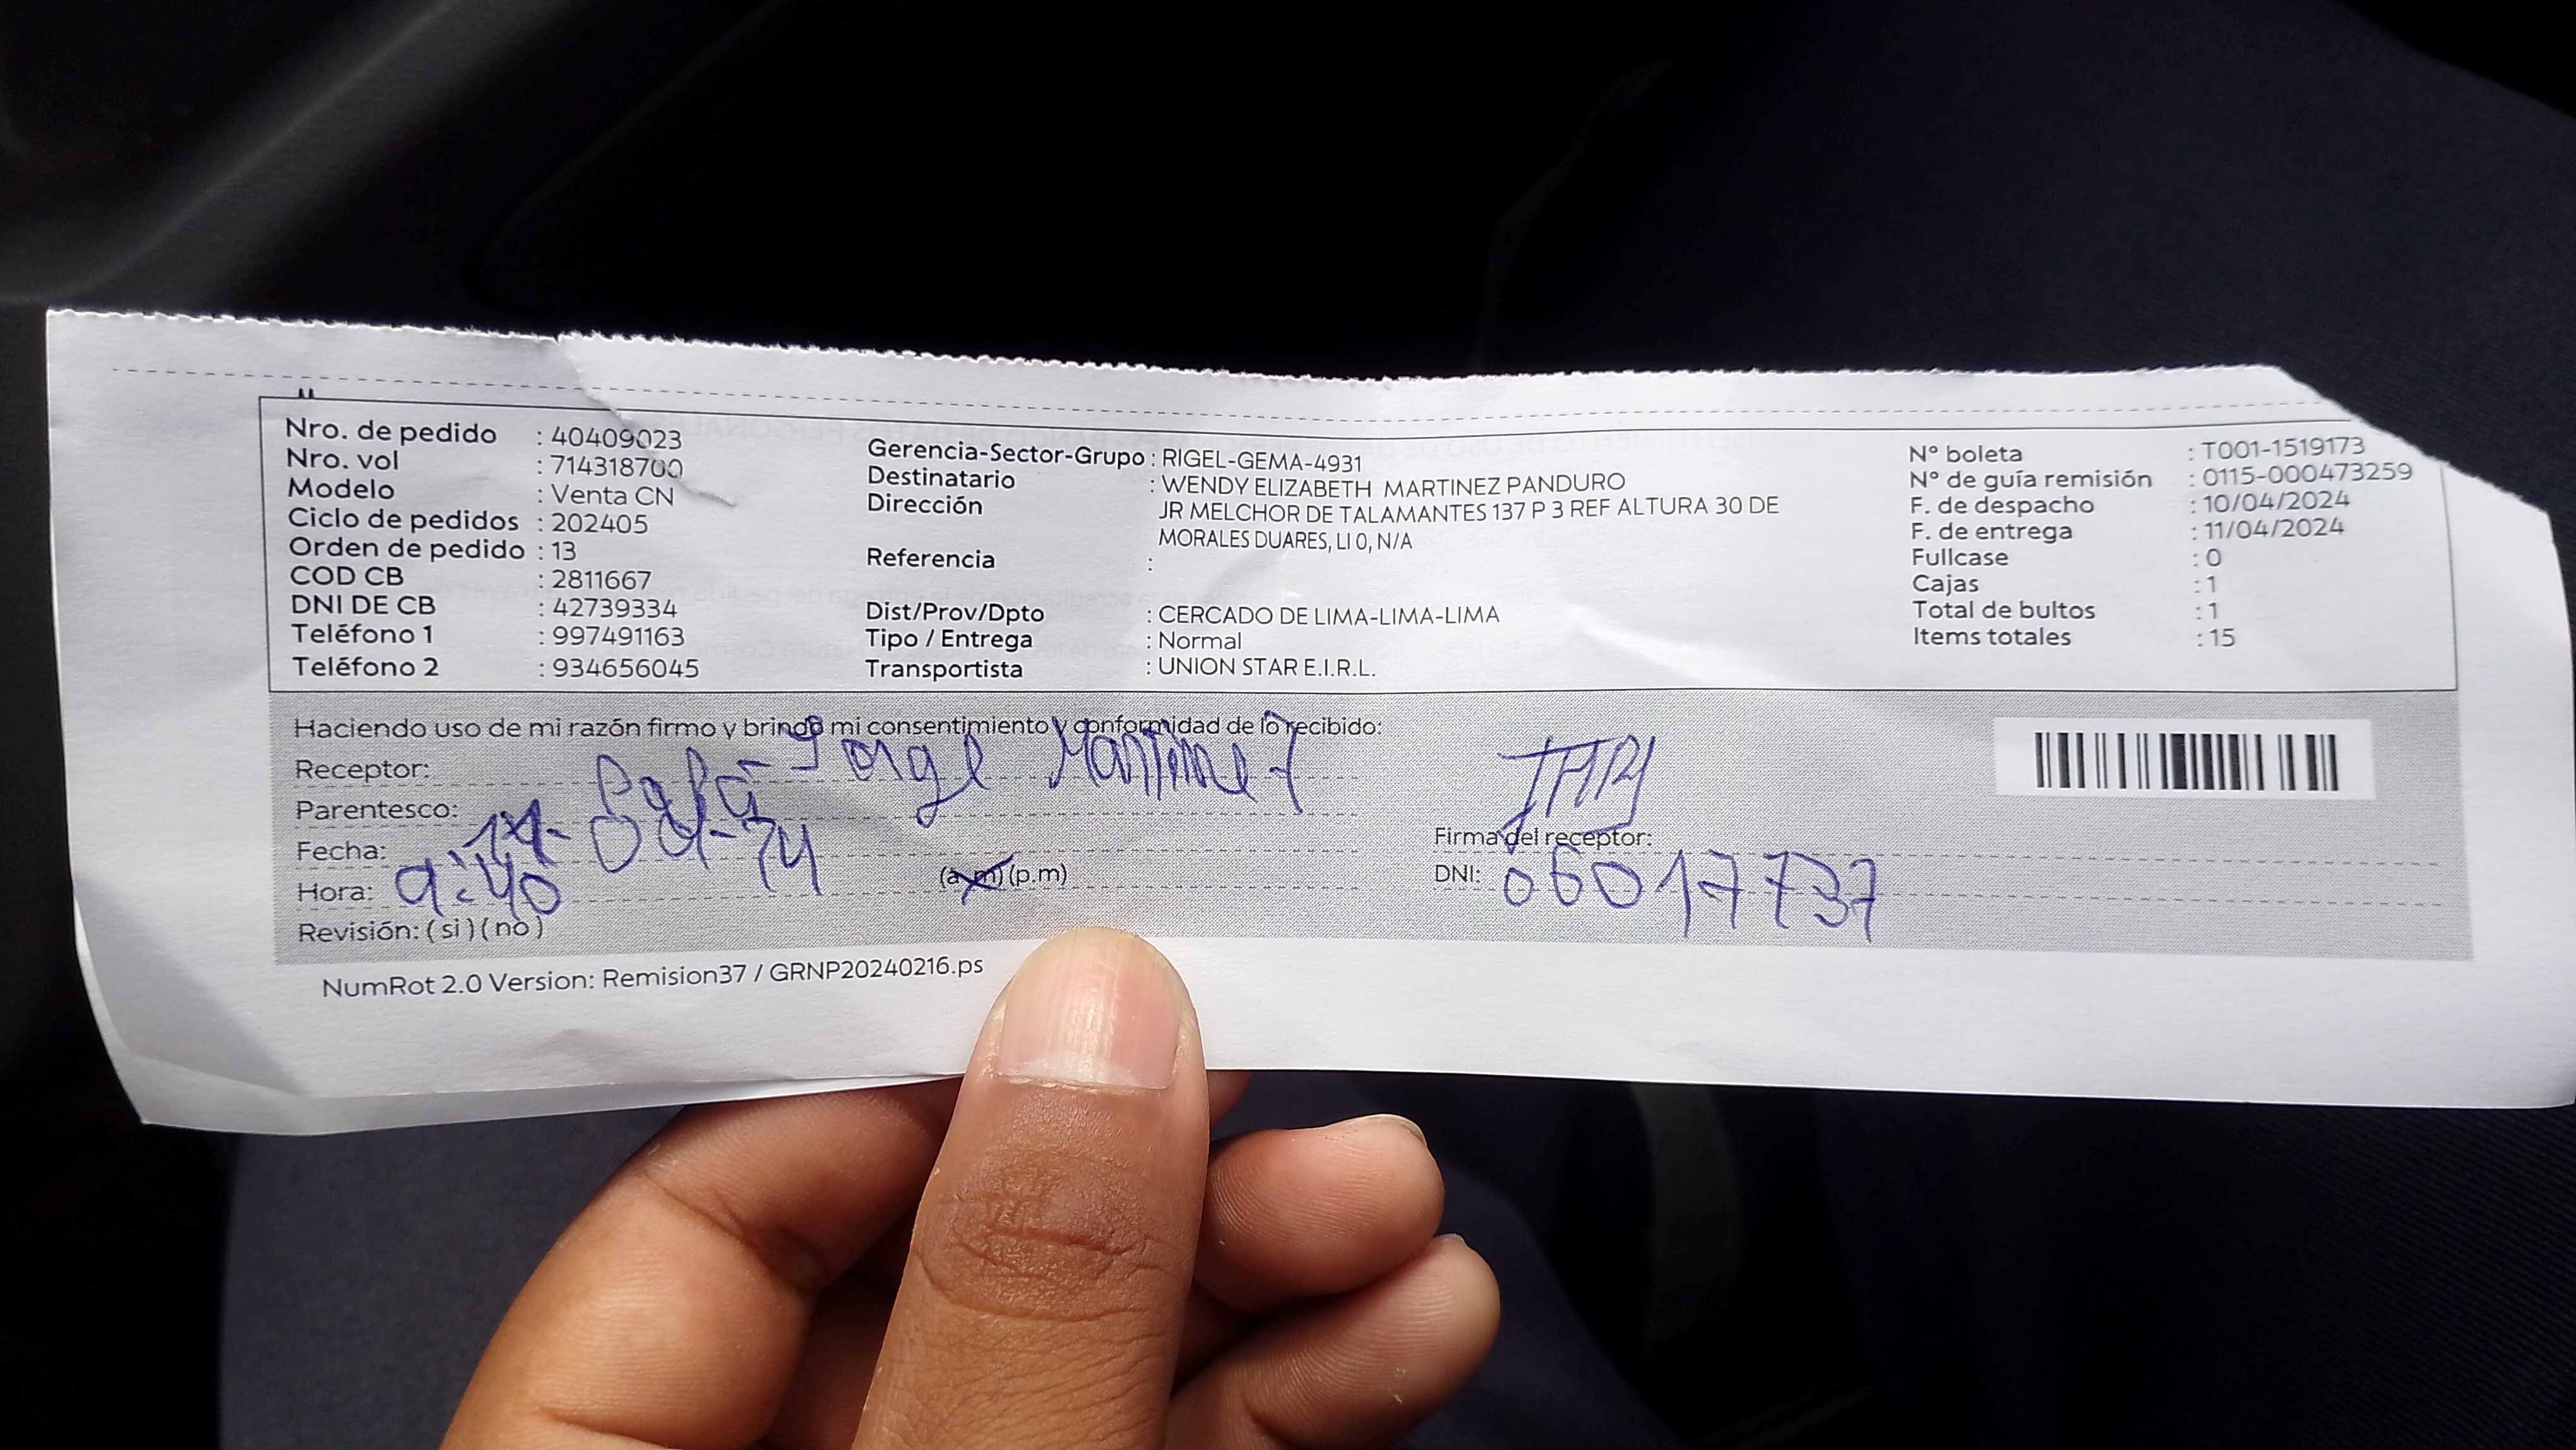 Nro. de pedido : 40409023
Nro. vol : 714318700
Modelo : Venta CN
Ciclo de pedidos : 202405
Orden de pedido : 13
COD CB : 2811667
DNI DE CB : 42739334
Teléfono 1 : 997491163
Teléfono 2 : 934656045
Gerencia-Sector-Grupo : RIGEL-GEMA-4931
Destinatario : WENDY ELIZABETH MARTINEZ PANDURO
Dirección JR MELCHOR DE TALAMANTES 137 P 3 REF ALTURA 30 DE
MORALES DUARES, LI 0, N/A
Referencia :
Dist/Prov/Dpto : CERCADO DE LIMA-LIMA-LIMA
Tipo / Entrega : Normal
Transportista : UNION STAR E.I.R.L.
N° boleta : T001-1519173
N° de guía remisión : 0115-000473259
F. de despacho : 10/04/2024
F. de entrega : 11/04/2024
Fullcase : 0
Cajas : 1
Total de bultos : 1
Items totales : 15
Haciendo uso de mi razón firmo y brindo mi consentimiento y conformidad de lo recibido:
Receptor: Jorge Martinez
Parentesco: Papá
Fecha:
Hora: 9:40 (a.m) (p.m)
Revisión: ( si ) ( no )
Firma del receptor:
DNI: 06017737
NumRot 2.0 Version: Remision37 / GRNP20240216.ps